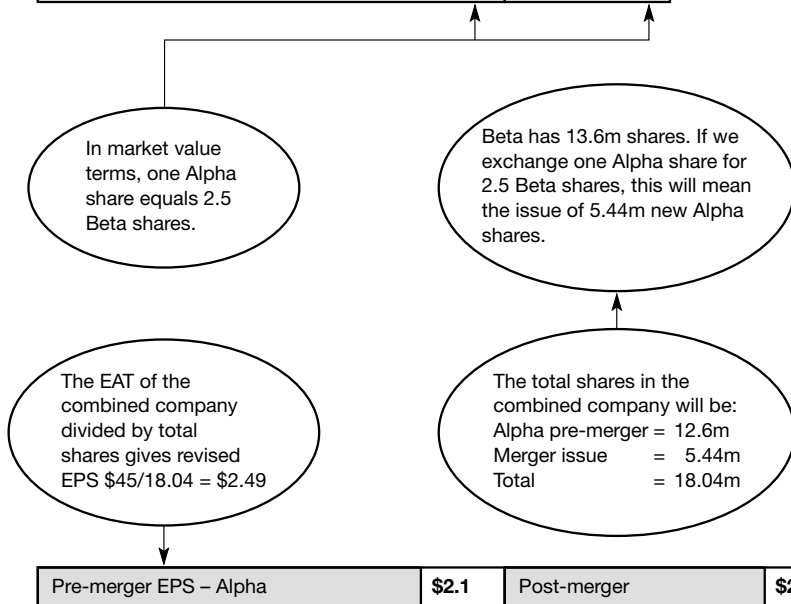 In market value
terms, one Alpha
share equals 2.5
Beta shares.
Beta has 13.6m shares. If we
exchange one Alpha share for
2.5 Beta shares, this will mean
the issue of 5.44m new Alpha
shares.
The EAT of the
combined company
divided by total
shares gives revised
EPS $45/18.04 = $2.49
The total shares in the
combined company will be:
Alpha pre-merger = 12.6m
Merger issue = 5.44m
Total = 18.04m
Pre-merger EPS – Alpha $2.1 Post-merger